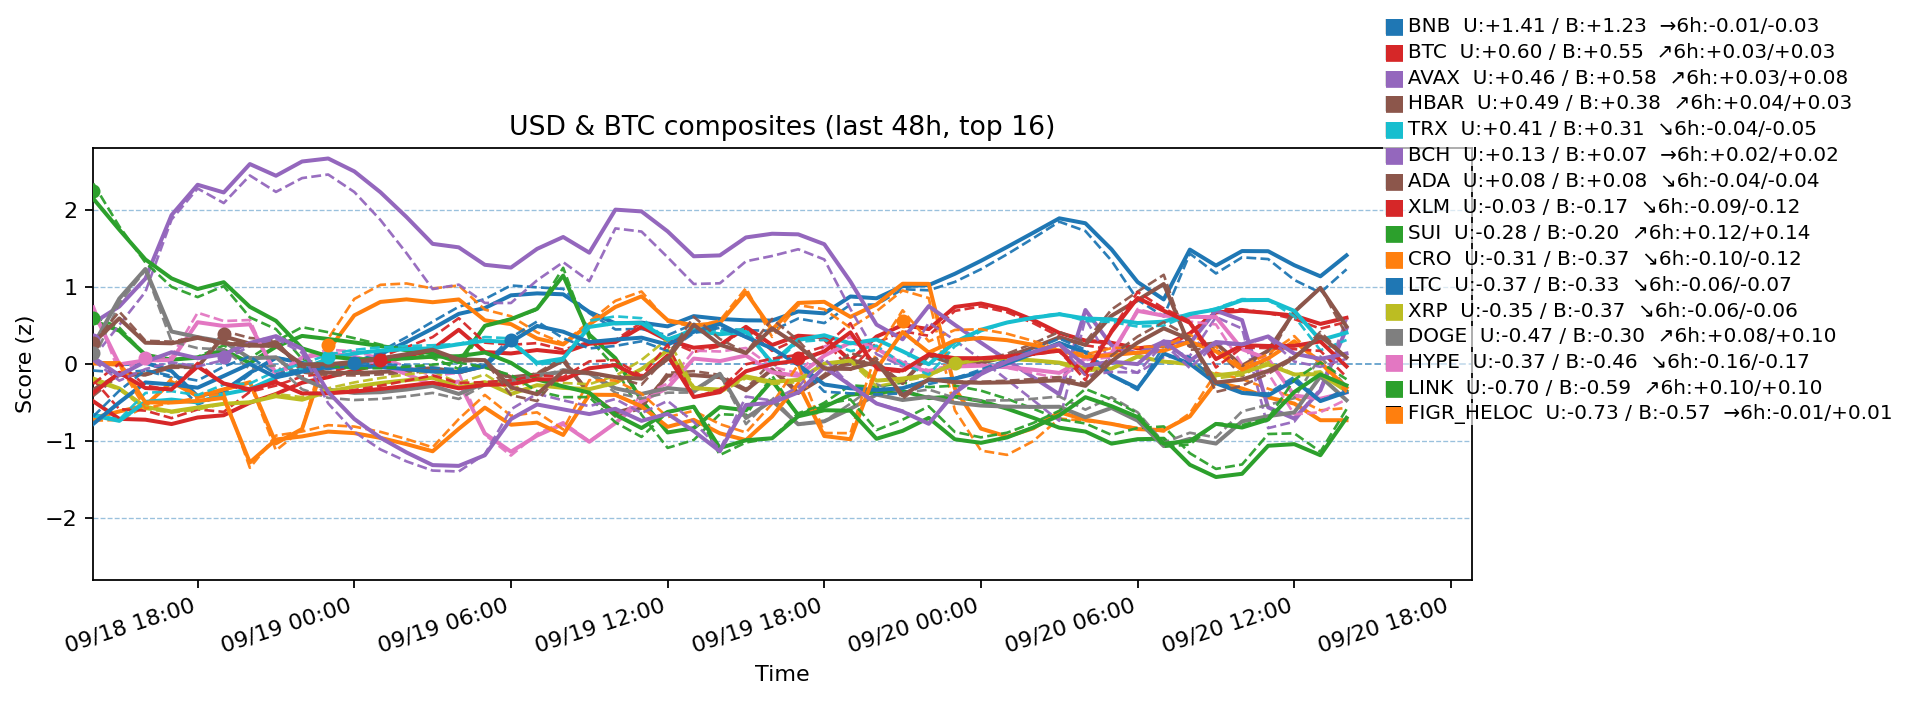 BNB  U:+1.41 / B:+1.23  →6h:-0.01/-0.03
BTC  U:+0.60 / B:+0.55  ↗6h:+0.03/+0.03
AVAX  U:+0.46 / B:+0.58  ↗6h:+0.03/+0.08
HBAR  U:+0.49 / B:+0.38  ↗6h:+0.04/+0.03
TRX  U:+0.41 / B:+0.31  ↘6h:-0.04/-0.05
BCH  U:+0.13 / B:+0.07  →6h:+0.02/+0.02
ADA  U:+0.08 / B:+0.08  ↘6h:-0.04/-0.04
XLM  U:-0.03 / B:-0.17  ↘6h:-0.09/-0.12
SUI  U:-0.28 / B:-0.20  ↗6h:+0.12/+0.14
CRO  U:-0.31 / B:-0.37  ↘6h:-0.10/-0.12
LTC  U:-0.37 / B:-0.33  ↘6h:-0.06/-0.07
XRP  U:-0.35 / B:-0.37  ↘6h:-0.06/-0.06
DOGE  U:-0.47 / B:-0.30  ↗6h:+0.08/+0.10
HYPE  U:-0.37 / B:-0.46  ↘6h:-0.16/-0.17
LINK  U:-0.70 / B:-0.59  ↗6h:+0.10/+0.10
FIGR_HELOC  U:-0.73 / B:-0.57  →6h:-0.01/+0.01
USD & BTC composites (last 48h, top 16)
Score (z)
2
1
0
−1
−2
09/18 18:00
09/19 00:00
09/19 06:00
09/19 12:00
09/19 18:00
09/20 00:00
09/20 06:00
09/20 12:00
09/20 18:00
Time